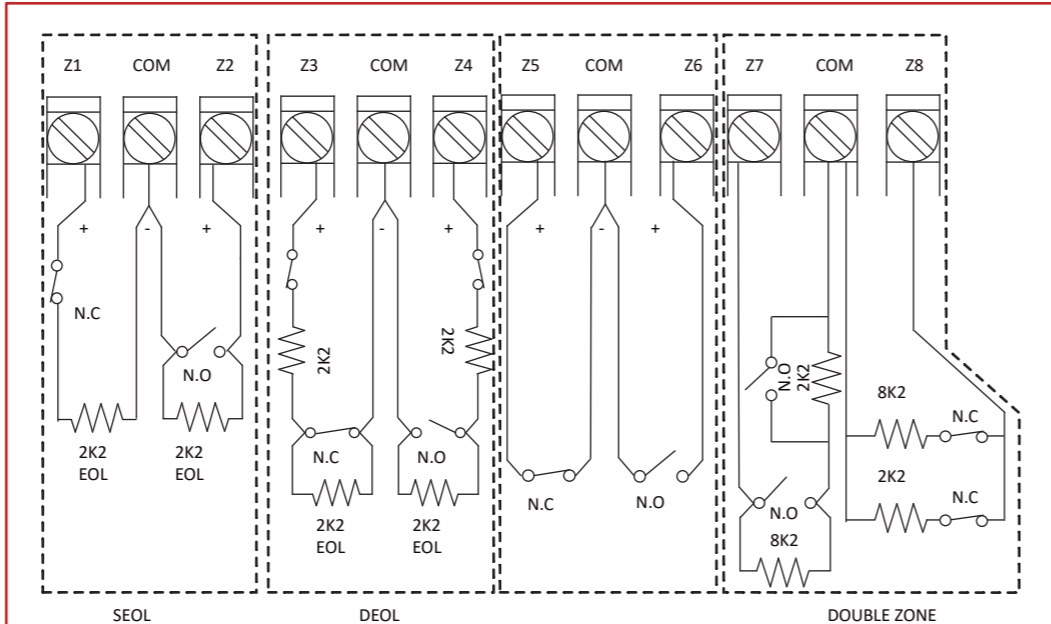 Z1 COM Z2 Z3 COM Z4 Z5 COM Z6 Z7 COM Z8
+ - + + - + + - +
N.C
2K2
2K2
N.O
2K2
N.O
8K2
N.C
N.O
2K2
EOL
2K2
EOL
N.C
N.O
2K2
N.C
N.C
N.O
N.O
2K2
EOL
2K2
EOL
8K2
SEOL DEOL DOUBLE ZONE